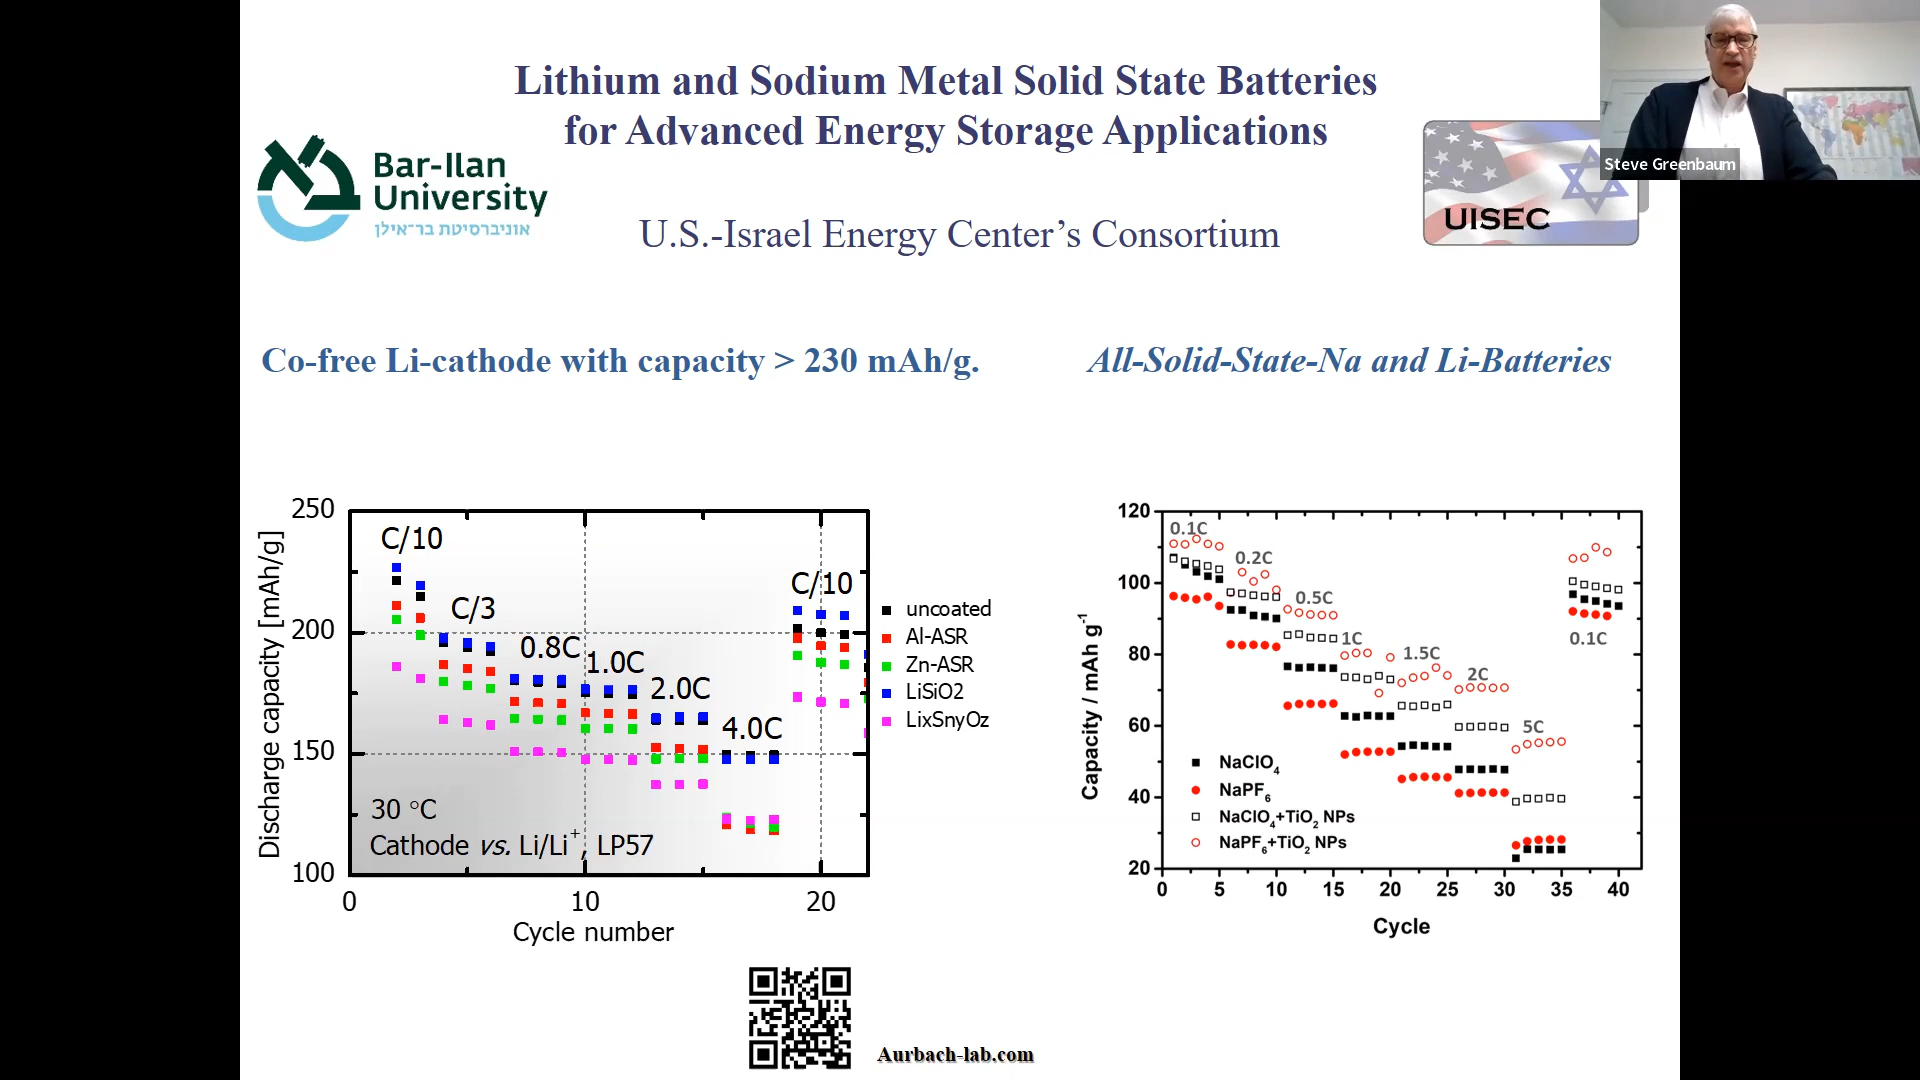 Lithium and Sodium Metal Solid State Batteries
for Advanced Energy Storage Applications
Bar-Ilan
University
אוניברסיטת בר-אילן
U.S.-Israel Energy Center's Consortium
UISEC
Steve Greenbaum
Co-free Li-cathode with capacity > 230 mAh/g.
All-Solid-State-Na and Li-Batteries
Discharge capacity [mAh/g]
250
200
150
100
C/10
C/3
0.8C
1.0C
2.0C
4.0C
C/10
30 °C
Cathode vs. Li/Li+, LP57
0
10
20
Cycle number
uncoated
Al-ASR
Zn-ASR
LiSiO2
LixSnyOz
Capacity / mAh g-1
120
100
80
60
40
20
0.1C
0.2C
0.5C
1C
1.5C
2C
5C
0.1C
NaClO4
NaPF6
NaClO4+TiO2 NPs
NaPF6+TiO2 NPs
0
5
10
15
20
25
30
35
40
Cycle
Aurbach-lab.com